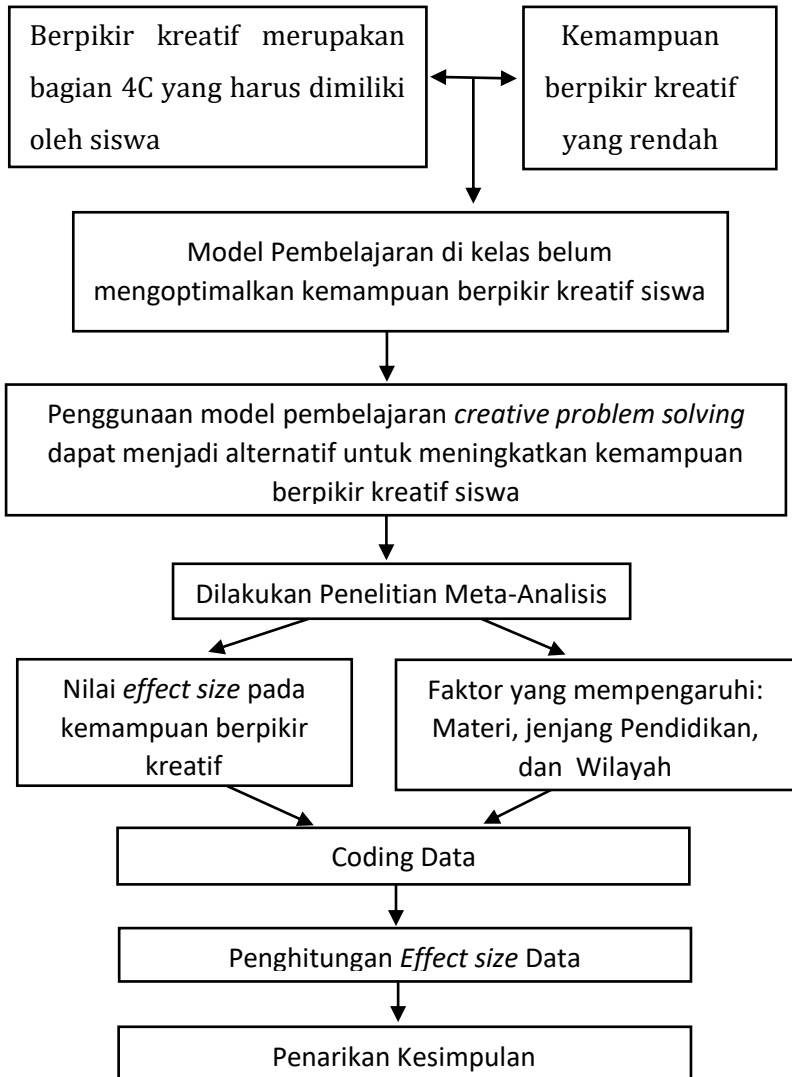 Berpikir kreatif merupakan
bagian 4C yang harus dimiliki
oleh siswa
Kemampuan
berpikir kreatif
yang rendah
Model Pembelajaran di kelas belum
mengoptimalkan kemampuan berpikir kreatif siswa
Penggunaan model pembelajaran creative problem solving
dapat menjadi alternatif untuk meningkatkan kemampuan
berpikir kreatif siswa
Dilakukan Penelitian Meta-Analisis
Nilai effect size pada
kemampuan berpikir
kreatif
Faktor yang mempengaruhi:
Materi, jenjang Pendidikan,
dan Wilayah
Coding Data
Penghitungan Effect size Data
Penarikan Kesimpulan